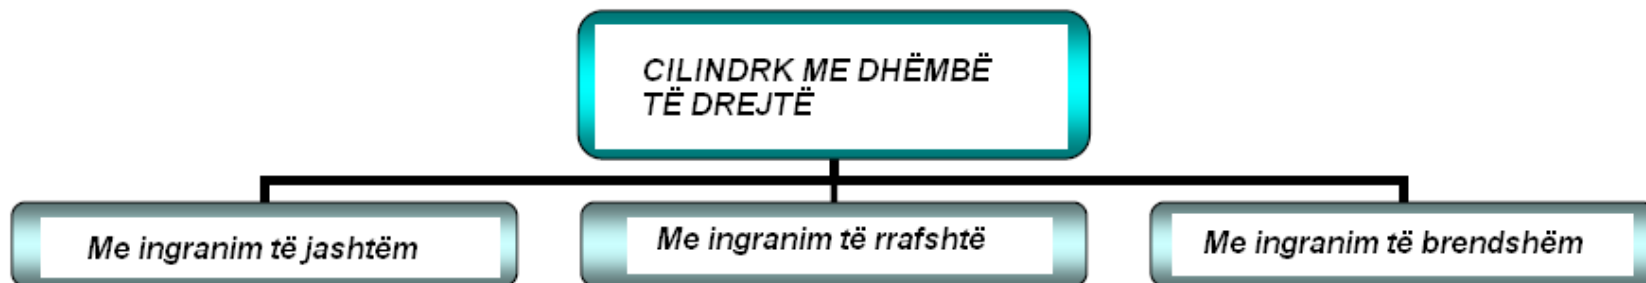 CILINDRK ME DHËMBË
TË DREJTË
Me ingranim të jashtëm
Me ingranim të rrafshtë
Me ingranim të brendshëm